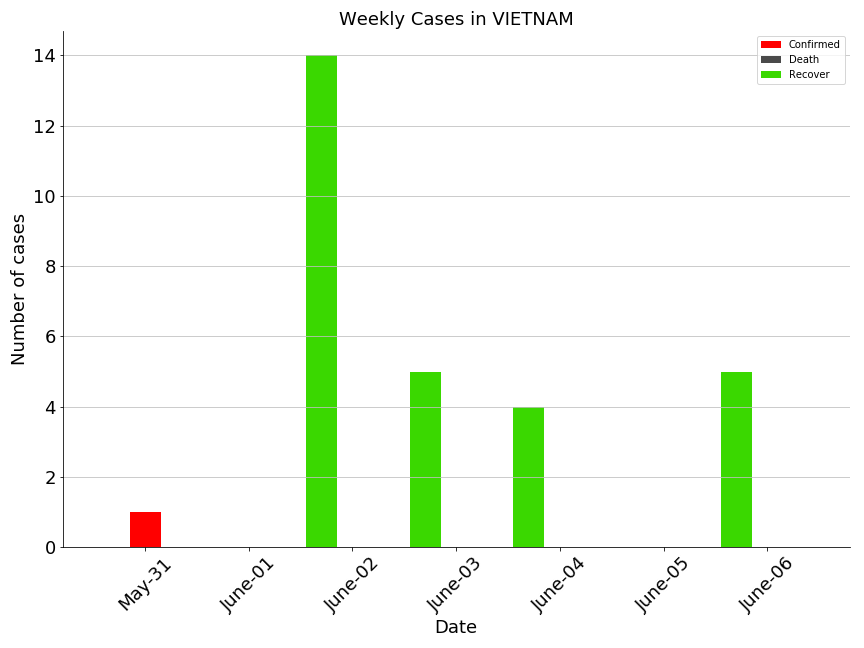 Weekly Cases in VIETNAM
Confirmed
Death
Recover
Number of cases
14
12
10
8
6
4
2
0
May-31
June-01
June-02
June-03
June-04
June-05
June-06
Date